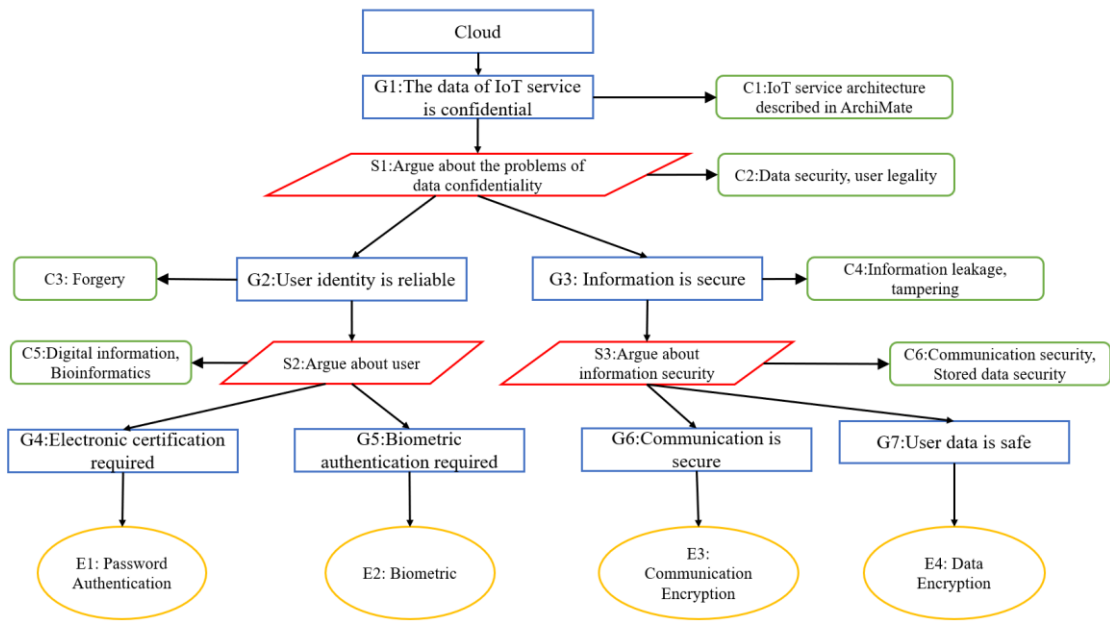 Cloud
G1:The data of IoT service
is confidential
C1:IoT service architecture
described in ArchiMate
S1:Argue about the problems of
data confidentiality
C2:Data security, user legality
C3: Forgery
G2:User identity is reliable
G3: Information is secure
C4:Information leakage,
tampering
C5:Digital information,
Bioinformatics
S2:Argue about user
S3:Argue about
information security
C6:Communication security,
Stored data security
G4:Electronic certification
required
G5:Biometric
authentication required
G6:Communication is
secure
G7:User data is safe
E1: Password
Authentication
E2: Biometric
E3:
Communication
Encryption
E4: Data
Encryption